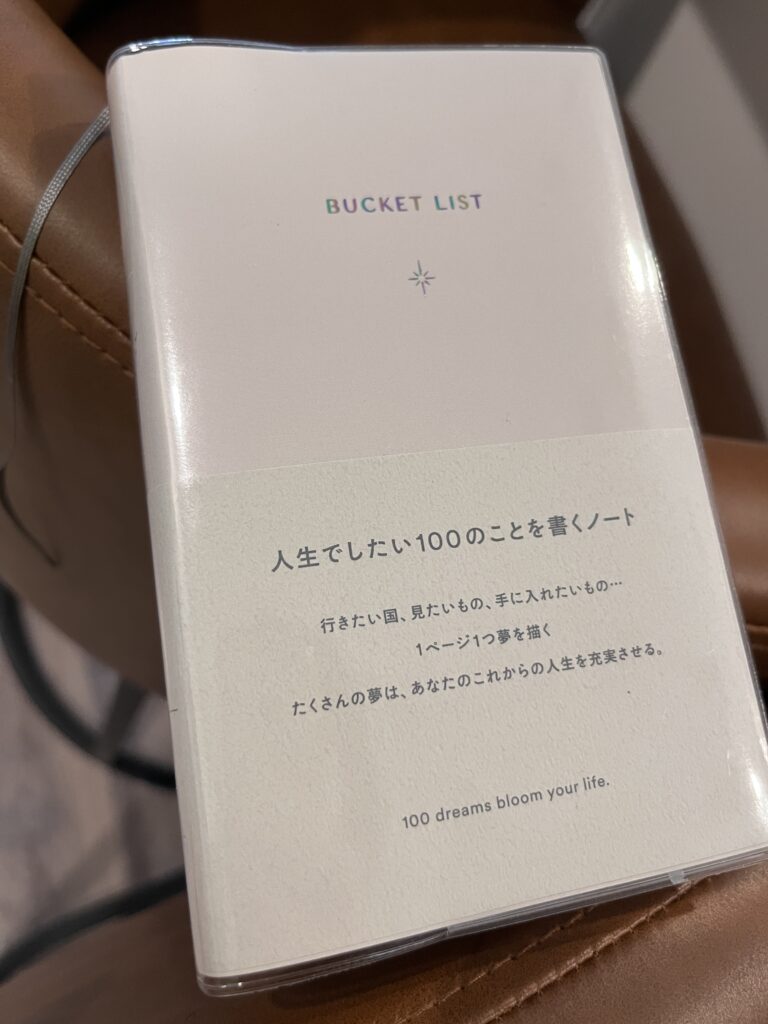 BUCKET LIST
人生でしたい100のことを書くノート
行きたい国、見たいもの、手に入れたいもの…
1ページ1つ夢を描く
たくさんの夢は、あなたのこれからの人生を充実させる。
100 dreams bloom your life.